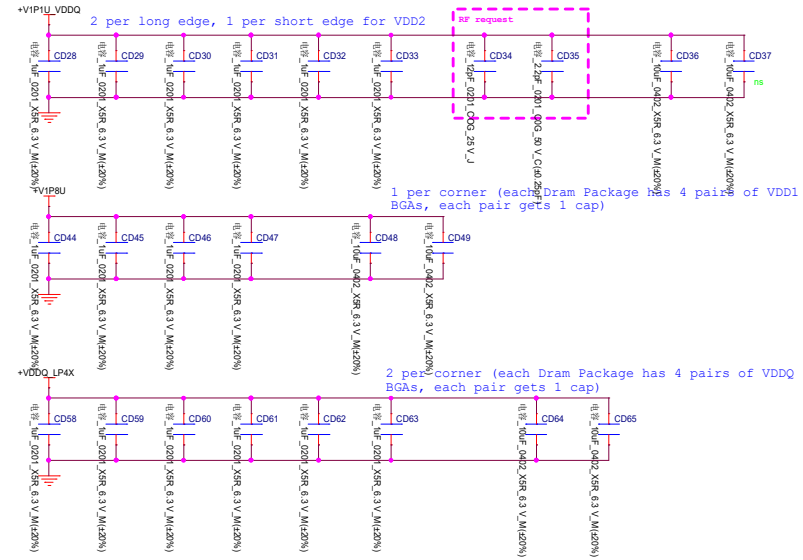 +V1P1U_VDDQ
2 per long edge, 1 per short edge for VDD2
RF request
CD28
CD29
CD30
CD31
CD32
CD33
CD34
CD35
CD36
CD37
电容_1uF_0201_X5R_6.3 V_M(±20%)
电容_1uF_0201_X5R_6.3 V_M(±20%)
电容_1uF_0201_X5R_6.3 V_M(±20%)
电容_1uF_0201_X5R_6.3 V_M(±20%)
电容_1uF_0201_X5R_6.3 V_M(±20%)
电容_1uF_0201_X5R_6.3 V_M(±20%)
电容_12pF_0201_COG_25 V_J
电容_2.2pF_0201_C0G_50 V_C(±0.25pF)
电容_10uF_0402_X5R_6.3 V_M(±20%)
电容_10uF_0402_X5R_6.3 V_M(±20%)
ns
+V1P8U
1 per corner (each Dram Package has 4 pairs of VDD1
BGAs, each pair gets 1 cap)
CD44
CD45
CD46
CD47
CD48
CD49
电容_1uF_0201_X5R_6.3 V_M(±20%)
电容_1uF_0201_X5R_6.3 V_M(±20%)
电容_1uF_0201_X5R_6.3 V_M(±20%)
电容_1uF_0201_X5R_6.3 V_M(±20%)
电容_10uF_0402_X5R_6.3 V_M(±20%)
电容_10uF_0402_X5R_6.3 V_M(±20%)
+VDDQ_LP4X
2 per corner (each Dram Package has 4 pairs of VDDQ
BGAs, each pair gets 1 cap)
CD58
CD59
CD60
CD61
CD62
CD63
CD64
CD65
电容_1uF_0201_X5R_6.3 V_M(±20%)
电容_1uF_0201_X5R_6.3 V_M(±20%)
电容_1uF_0201_X5R_6.3 V_M(±20%)
电容_1uF_0201_X5R_6.3 V_M(±20%)
电容_1uF_0201_X5R_6.3 V_M(±20%)
电容_1uF_0201_X5R_6.3 V_M(±20%)
电容_10uF_0402_X5R_6.3 V_M(±20%)
电容_10uF_0402_X5R_6.3 V_M(±20%)